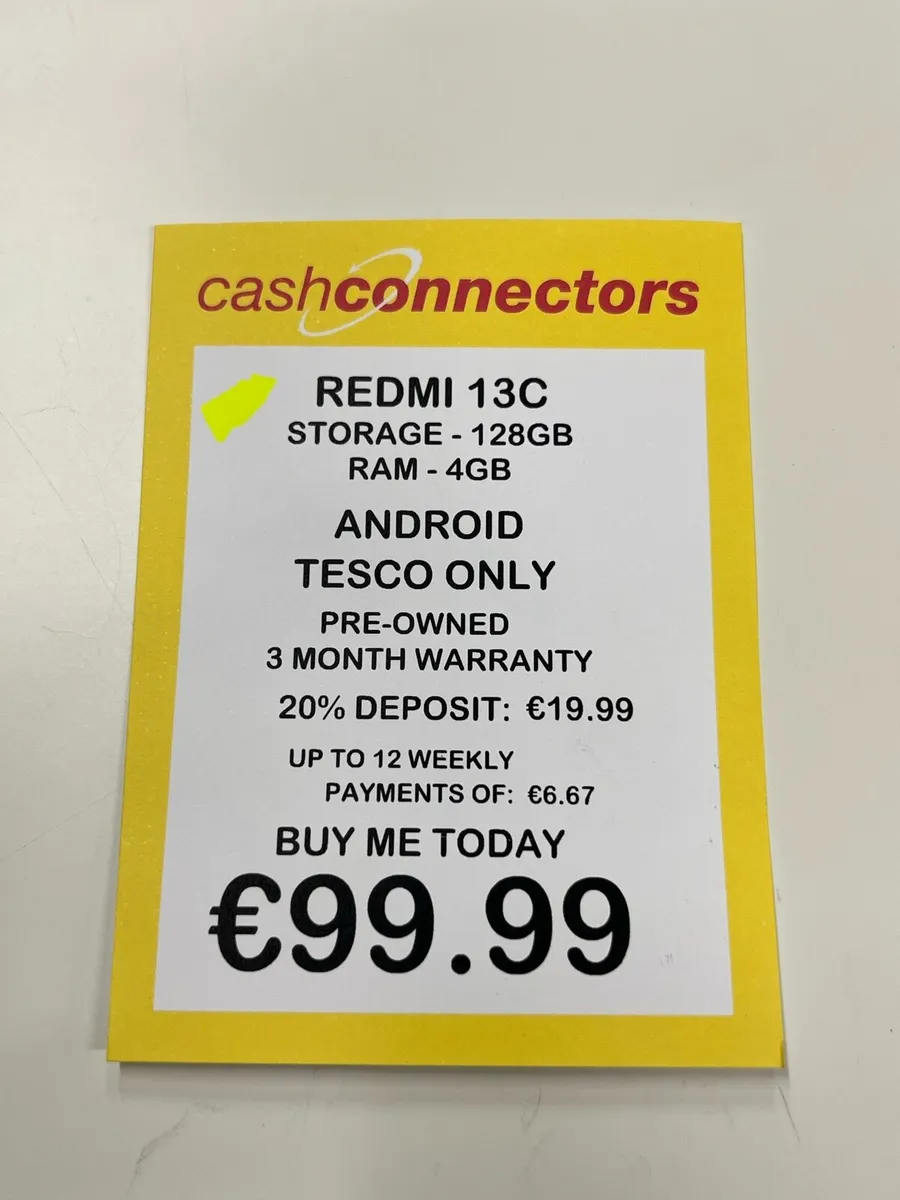 cashconnectors
REDMI 13C
STORAGE - 128GB
RAM - 4GB
ANDROID
TESCO ONLY
PRE-OWNED
3 MONTH WARRANTY
20% DEPOSIT: €19.99
UP TO 12 WEEKLY
PAYMENTS OF: €6.67
BUY ME TODAY
€99.99